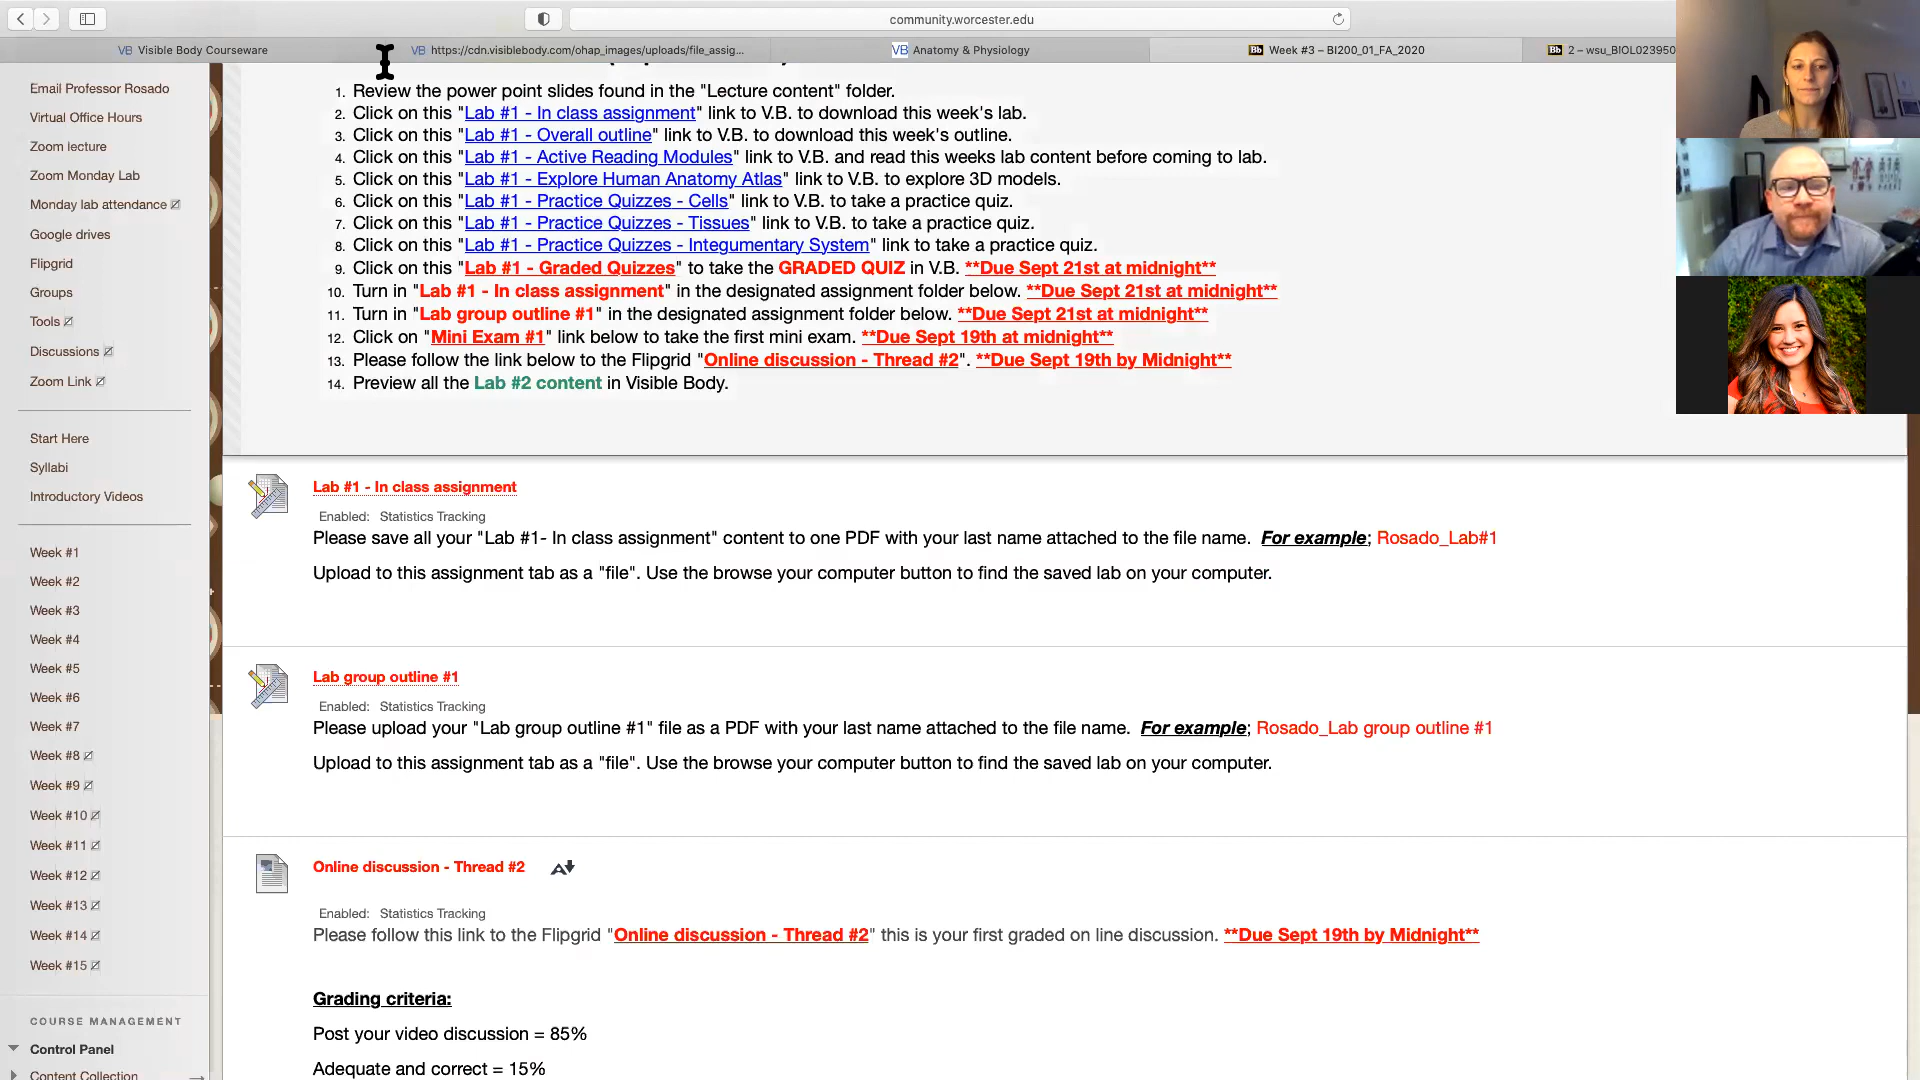 community.worcester.edu
VB Visible Body Courseware
VB https://cdn.visiblebody.com/ohap_images/uploads/file_assig...
VB Anatomy & Physiology
Bb Week #3 – BI200_01_FA_2020
Bb 2 – wsu_BIOL023950
Email Professor Rosado
Virtual Office Hours
Zoom lecture
Zoom Monday Lab
Monday lab attendance
Google drives
Flipgrid
Groups
Tools
Discussions
Zoom Link
Start Here
Syllabi
Introductory Videos
Week #1
Week #2
Week #3
Week #4
Week #5
Week #6
Week #7
Week #8
Week #9
Week #10
Week #11
Week #12
Week #13
Week #14
Week #15
COURSE MANAGEMENT
Control Panel
Content Collection
1. Review the power point slides found in the "Lecture content" folder.
2. Click on this "Lab #1 - In class assignment" link to V.B. to download this week's lab.
3. Click on this "Lab #1 - Overall outline" link to V.B. to download this week's outline.
4. Click on this "Lab #1 - Active Reading Modules" link to V.B. and read this weeks lab content before coming to lab.
5. Click on this "Lab #1 - Explore Human Anatomy Atlas" link to V.B. to explore 3D models.
6. Click on this "Lab #1 - Practice Quizzes - Cells" link to V.B. to take a practice quiz.
7. Click on this "Lab #1 - Practice Quizzes - Tissues" link to V.B. to take a practice quiz.
8. Click on this "Lab #1 - Practice Quizzes - Integumentary System" link to take a practice quiz.
9. Click on this "Lab #1 - Graded Quizzes" to take the GRADED QUIZ in V.B. **Due Sept 21st at midnight**
10. Turn in "Lab #1 - In class assignment" in the designated assignment folder below. **Due Sept 21st at midnight**
11. Turn in "Lab group outline #1" in the designated assignment folder below. **Due Sept 21st at midnight**
12. Click on "Mini Exam #1" link below to take the first mini exam. **Due Sept 19th at midnight**
13. Please follow the link below to the Flipgrid "Online discussion - Thread #2". **Due Sept 19th by Midnight**
14. Preview all the Lab #2 content in Visible Body.
Lab #1 - In class assignment
Enabled: Statistics Tracking
Please save all your "Lab #1- In class assignment" content to one PDF with your last name attached to the file name. For example; Rosado_Lab#1
Upload to this assignment tab as a "file". Use the browse your computer button to find the saved lab on your computer.
Lab group outline #1
Enabled: Statistics Tracking
Please upload your "Lab group outline #1" file as a PDF with your last name attached to the file name. For example; Rosado_Lab group outline #1
Upload to this assignment tab as a "file". Use the browse your computer button to find the saved lab on your computer.
Online discussion - Thread #2
Enabled: Statistics Tracking
Please follow this link to the Flipgrid "Online discussion - Thread #2" this is your first graded on line discussion. **Due Sept 19th by Midnight**
Grading criteria:
Post your video discussion = 85%
Adequate and correct = 15%